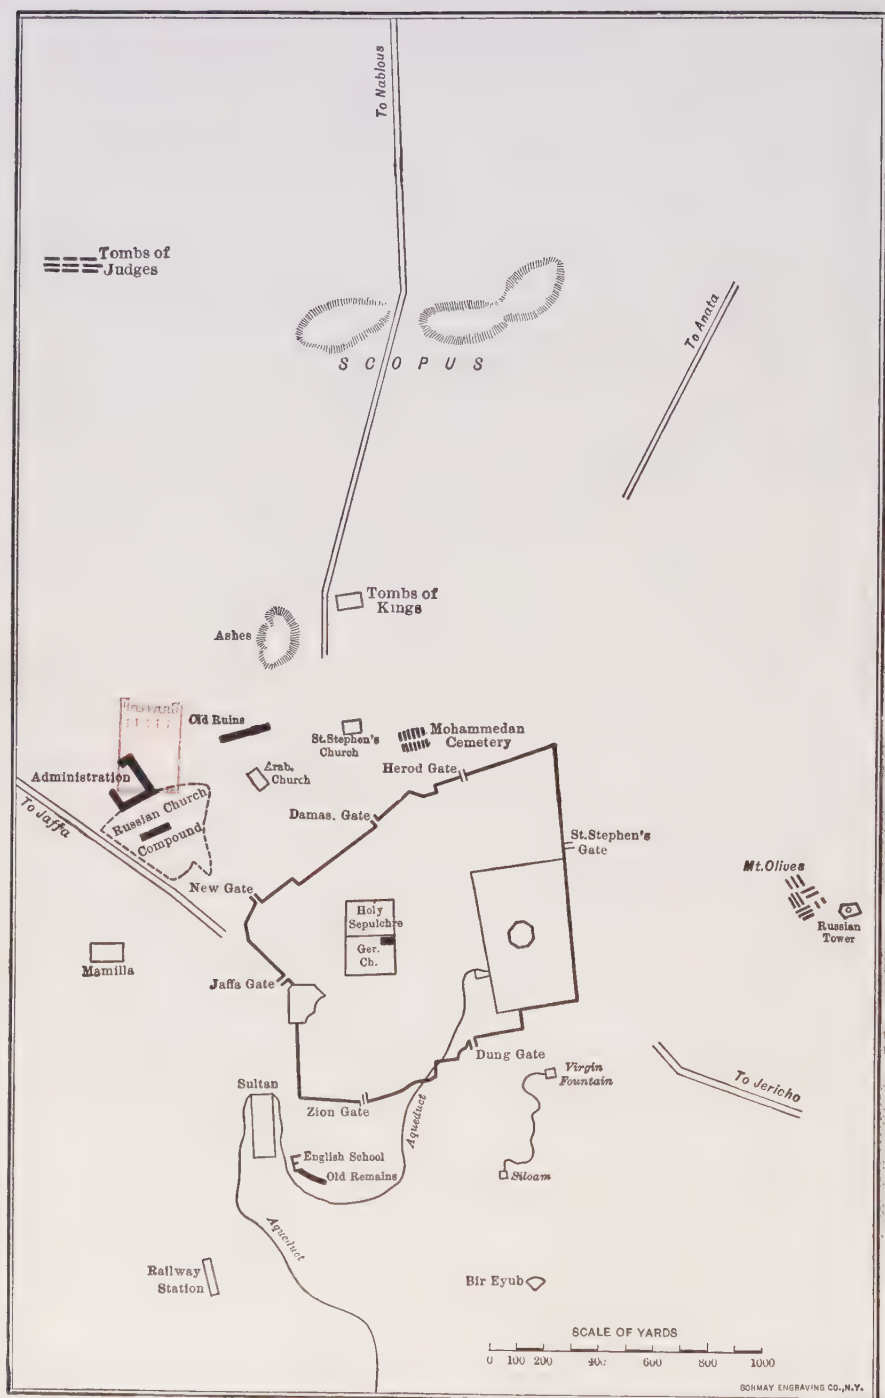 To Nablous
Tombs of
Judges
SCOPUS
To Anata
Tombs of
Kings
Ashes
Old Ruins
St.Stephen's
Church
Mohammedan
Cemetery
Arab.
Church
Herod Gate
Administration
Russian Church
Compound
To Jaffa
Damas. Gate
St.Stephen's
Gate
New Gate
Mt.Olives
Russian
Tower
Holy
Sepulchre
Ger.
Ch.
Mamilla
Jaffa Gate
Dung Gate
Virgin
Fountain
To Jericho
Sultan
Zion Gate
Aqueduct
English School
Old Remains
Siloam
Aqueduct
Railway
Station
Bir Eyub
SCALE OF YARDS
0 100 200 400 600 800 1000
BORMAY ENGRAVING CO., N.Y.